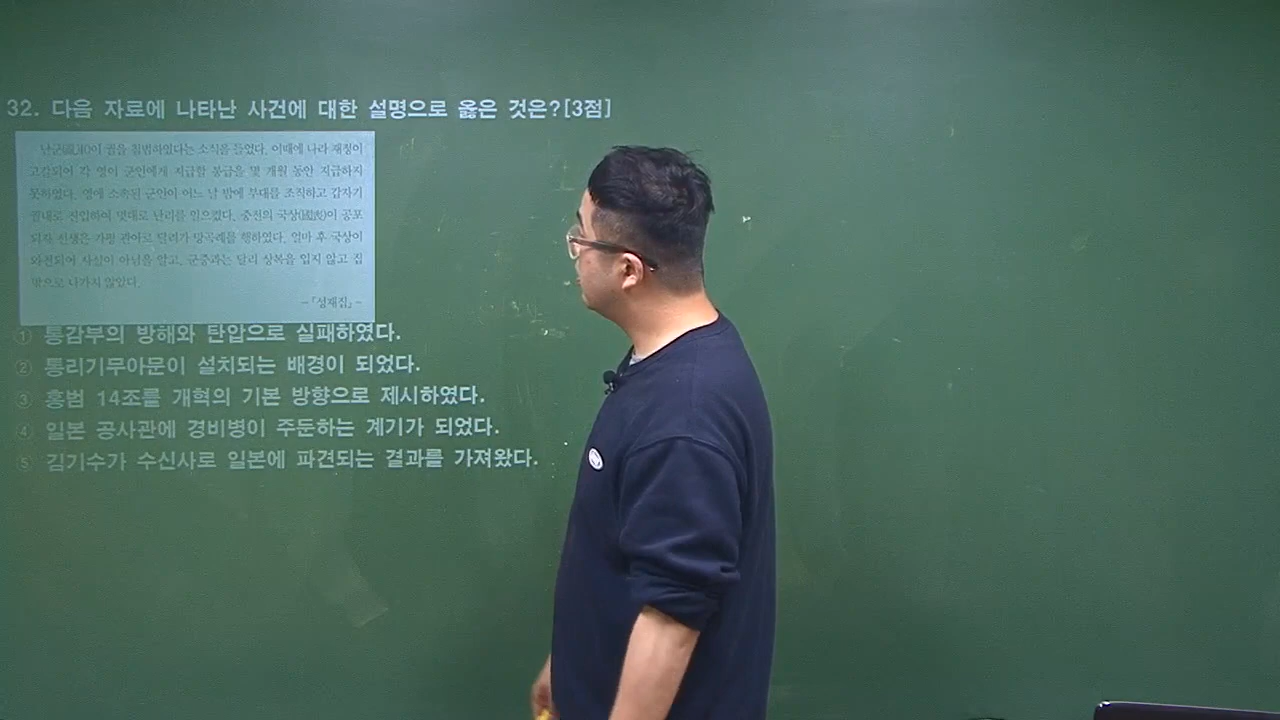 32. 다음 자료에 나타난 사건에 대한 설명으로 옳은 것은?[3점]
난군(亂軍)이 궐을 침범하였다는 소식을 들었다. 이때에 나라 재정이
고갈되어 각 영이 군인에게 지급할 봉급을 몇 개월 동안 지급하지
못하였다. 영에 소속된 군인이 어느 날 밤에 부대를 조직하고 갑자기
궐내로 진입하여 멋대로 난리를 일으켰다. 중전의 국상(國喪)이 공포
되자 선생은 가평 관아로 달려가 망곡례를 행하였다. 얼마 후 국상이
와전되어 사실이 아님을 알고, 군중과는 달리 상복을 입지 않고 집
밖으로 나가지 않았다.
-『성재집』-
① 통감부의 방해와 탄압으로 실패하였다.
② 통리기무아문이 설치되는 배경이 되었다.
③ 홍범 14조를 개혁의 기본 방향으로 제시하였다.
④ 일본 공사관에 경비병이 주둔하는 계기가 되었다.
⑤ 김기수가 수신사로 일본에 파견되는 결과를 가져왔다.